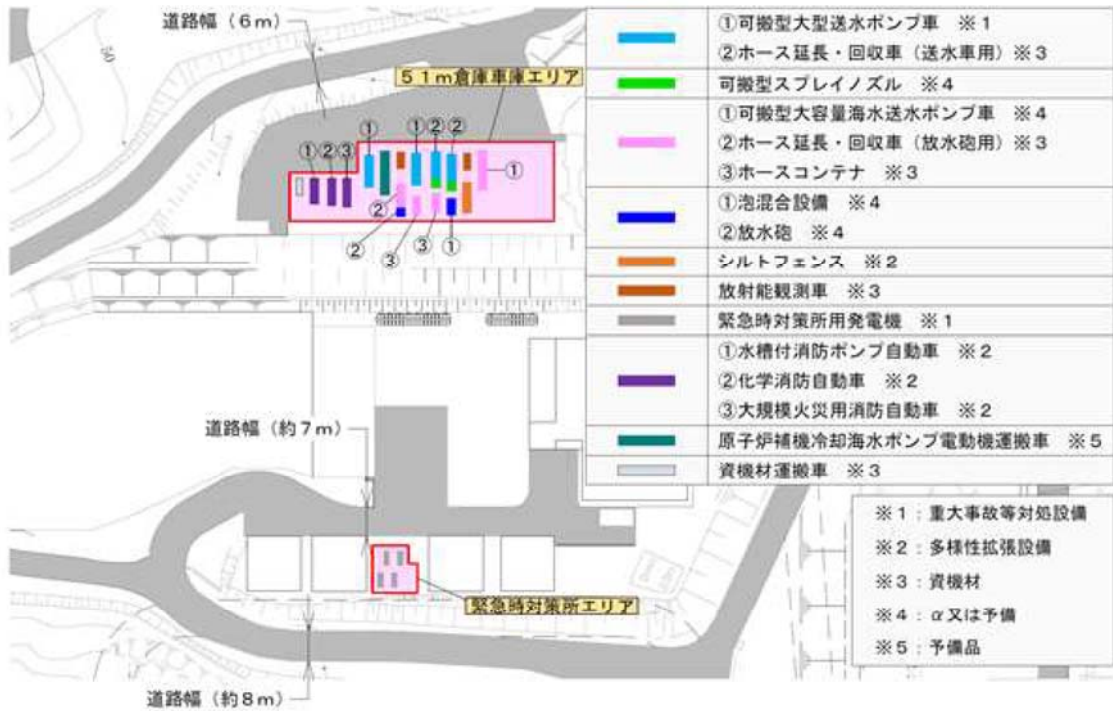 道路幅（6ｍ）
50
５１ｍ倉庫車庫エリア
① ① ② ②
① ② ③
①
②
② ③ ③ ①
道路幅（約７ｍ）
緊急時対策所エリア
道路幅（約８ｍ）
①可搬型大型送水ポンプ車　※１
②ホース延長・回収車（送水車用）※３
可搬型スプレイノズル　※４
①可搬型大容量海水送水ポンプ車　※４
②ホース延長・回収車（放水砲用）※３
③ホースコンテナ　※３
①泡混合設備　※４
②放水砲　※４
シルトフェンス　※２
放射能観測車　※３
緊急時対策所用発電機　※１
①水槽付消防ポンプ自動車　※２
②化学消防自動車　※２
③大規模火災用消防自動車　※２
原子炉補機冷却海水ポンプ電動機運搬車　※５
資機材運搬車　※３
※１：重大事故等対処設備
※２：多様性拡張設備
※３：資機材
※４：α又は予備
※５：予備品